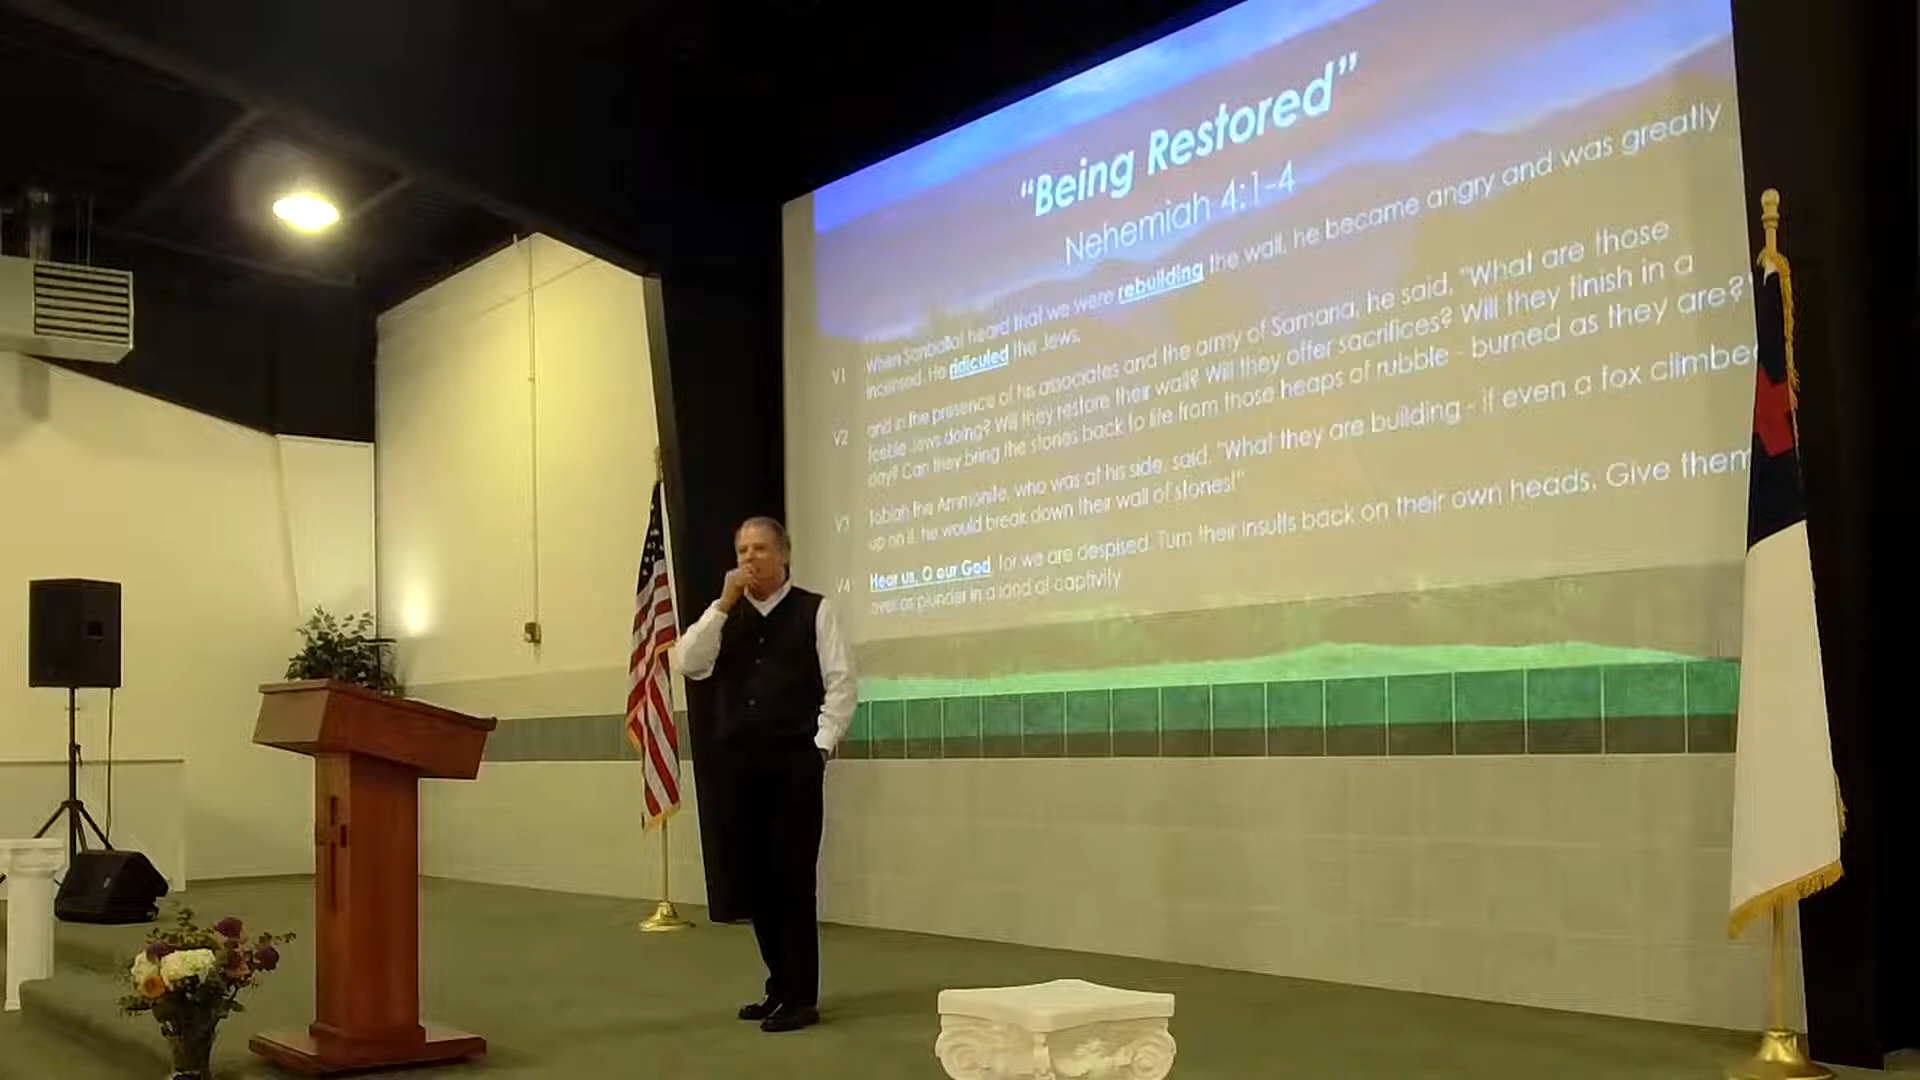 “Being Restored”
Nehemiah 4:1-4
V1 When Sanballat heard that we were rebuilding the wall, he became angry and was greatly
incensed. He ridiculed the Jews,
V2 and in the presence of his associates and the army of Samaria, he said, "What are those
feeble Jews doing? Will they restore their wall? Will they offer sacrifices? Will they finish in a
day? Can they bring the stones back to life from those heaps of rubble - burned as they are?"
V3 Tobiah the Ammonite, who was at his side, said, "What they are building - if even a fox climbed
up on it, he would break down their wall of stones!"
V4 Hear us, O our God, for we are despised. Turn their insults back on their own heads. Give them
over as plunder in a land of captivity